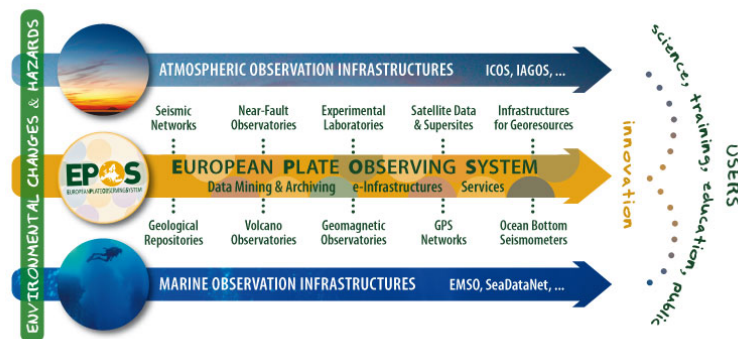 ENVIRONMENTAL CHANGES & HAZARDS
ATMOSPHERIC OBSERVATION INFRASTRUCTURES ICOS, IAGOS, ...
Seismic Networks
Near-Fault Observatories
Experimental Laboratories
Satellite Data & Supersites
Infrastructures for Georesources
EPOS
EUROPEAN PLATE OBSERVING SYSTEM
EUROPEAN PLATE OBSERVING SYSTEM
Data Mining & Archiving e-Infrastructures Services
Geological Repositories
Volcano Observatories
Geomagnetic Observatories
GPS Networks
Ocean Bottom Seismometers
MARINE OBSERVATION INFRASTRUCTURES EMSO, SeaDataNet, ...
innovation
science, training, education, public
USERS